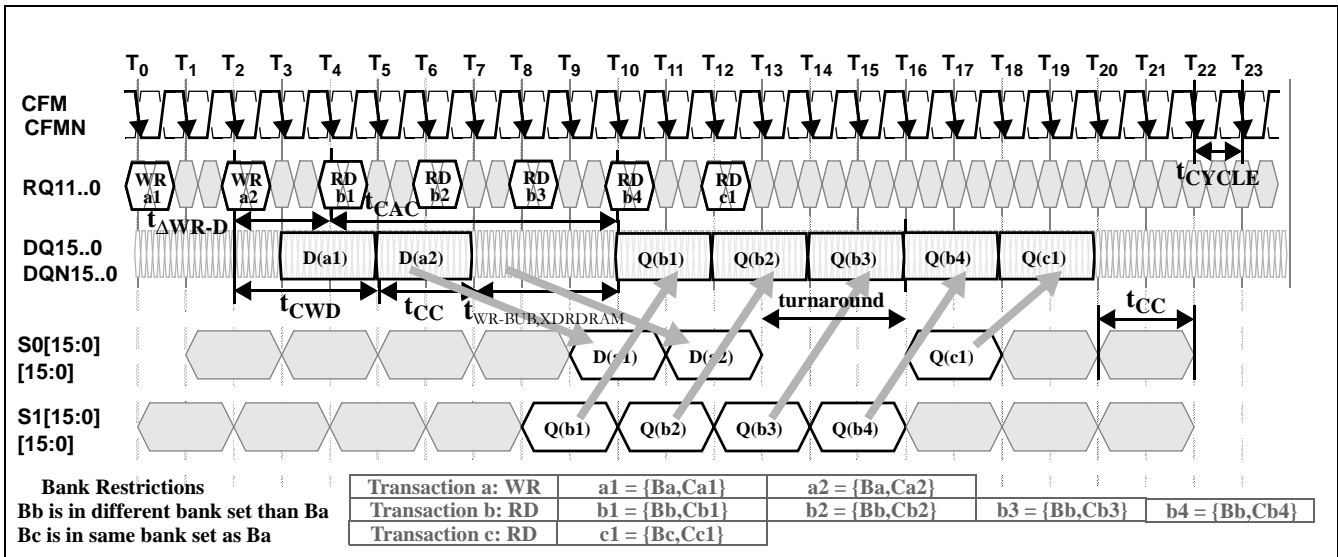 T0 T1 T2 T3 T4 T5 T6 T7 T8 T9 T10 T11 T12 T13 T14 T15 T16 T17 T18 T19 T20 T21 T22 T23
CFM
CFMN
RQ11..0
WR a1
WR a2
RD b1
RD b2
RD b3
RD b4
RD c1
tCYCLE
tΔWR-D
tCAC
DQ15..0
DQN15..0
D(a1) D(a2) Q(b1) Q(b2) Q(b3) Q(b4) Q(c1)
tCWD tCC tWR-BUB,XDRDRAM turnaround tCC
S0[15:0]
[15:0]
D(a1) D(a2) Q(c1)
S1[15:0]
[15:0]
Q(b1) Q(b2) Q(b3) Q(b4)
Bank Restrictions
Transaction a: WR a1 = {Ba,Ca1} a2 = {Ba,Ca2}
Bb is in different bank set than Ba
Transaction b: RD b1 = {Bb,Cb1} b2 = {Bb,Cb2} b3 = {Bb,Cb3} b4 = {Bb,Cb4}
Bc is in same bank set as Ba
Transaction c: RD c1 = {Bc,Cc1}